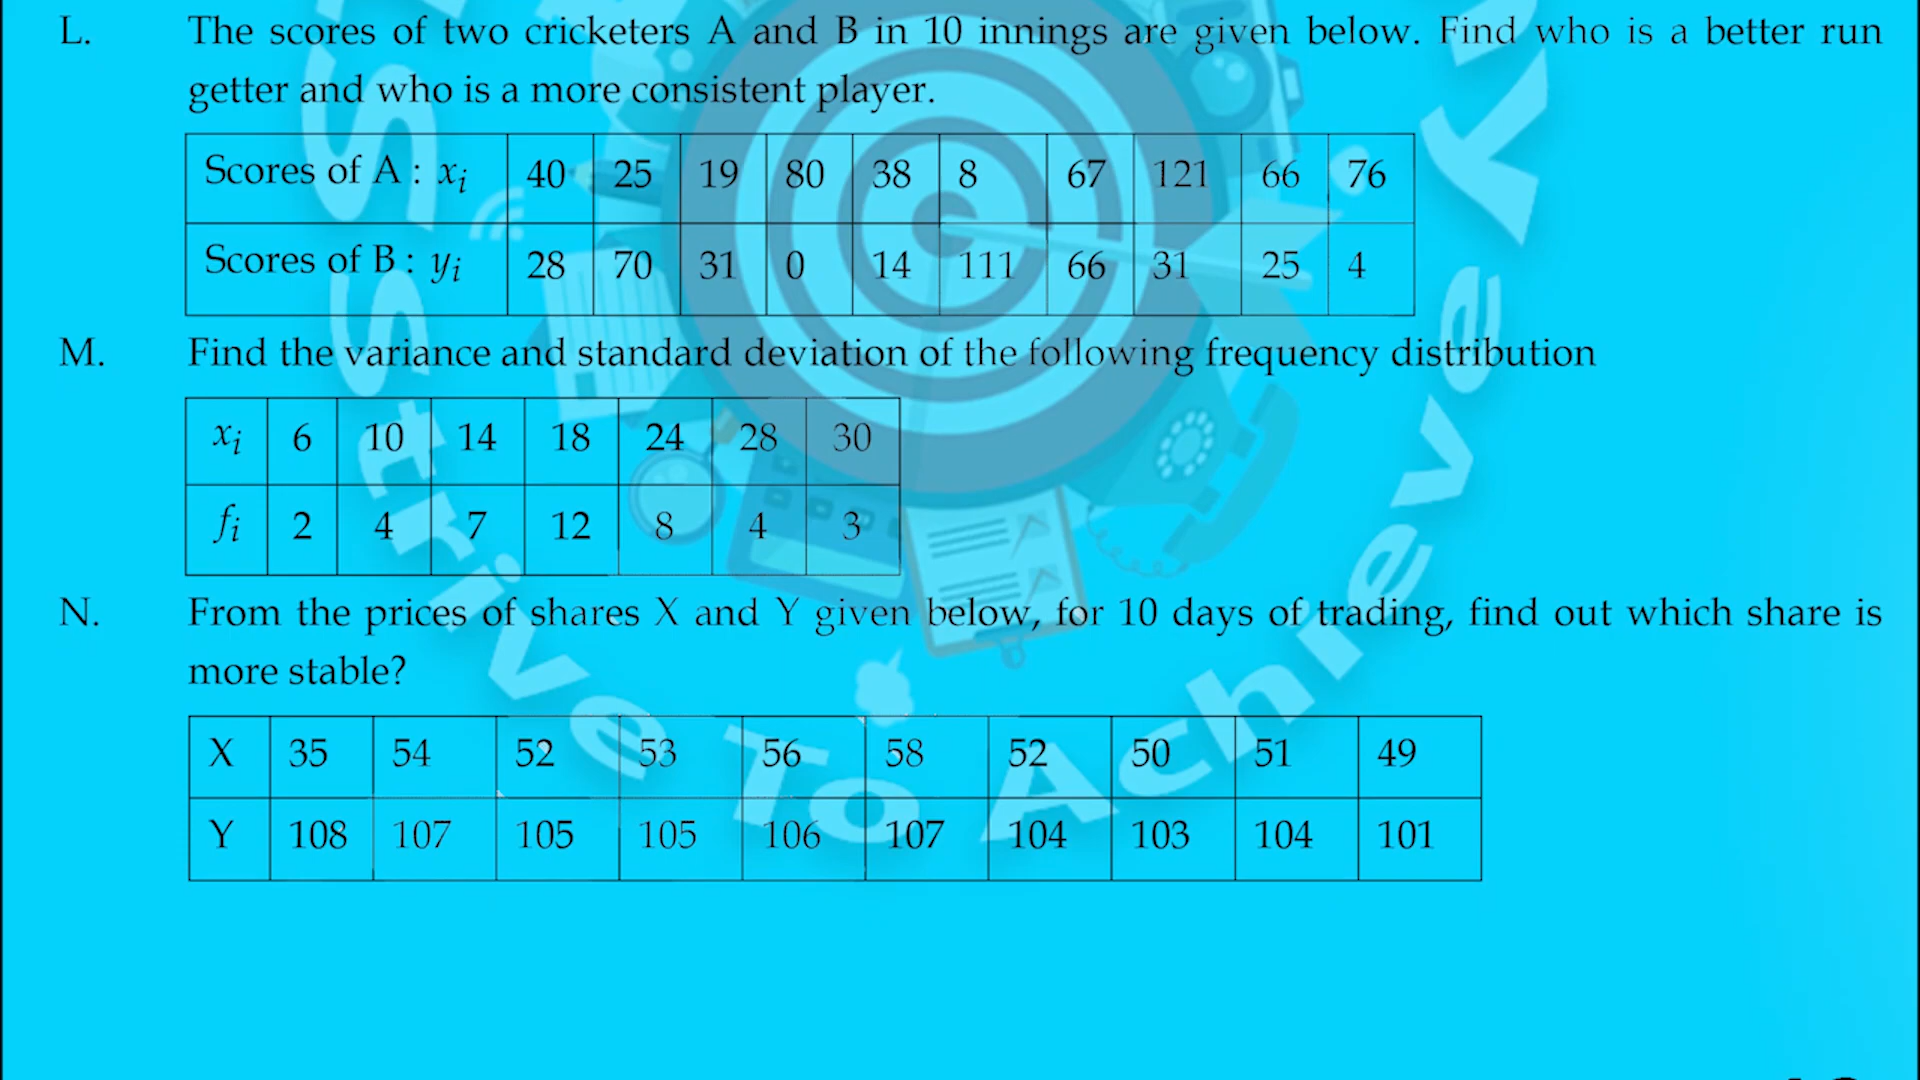 L. The scores of two cricketers A and B in 10 innings are given below. Find who is a better run
getter and who is a more consistent player.
Scores of A : xi 40 25 19 80 38 8 67 121 66 76
Scores of B : yi 28 70 31 0 14 111 66 31 25 4
M. Find the variance and standard deviation of the following frequency distribution
xi 6 10 14 18 24 28 30
fi 2 4 7 12 8 4 3
N. From the prices of shares X and Y given below, for 10 days of trading, find out which share is
more stable?
X 35 54 52 53 56 58 52 50 51 49
Y 108 107 105 105 106 107 104 103 104 101
Strive To Achieve